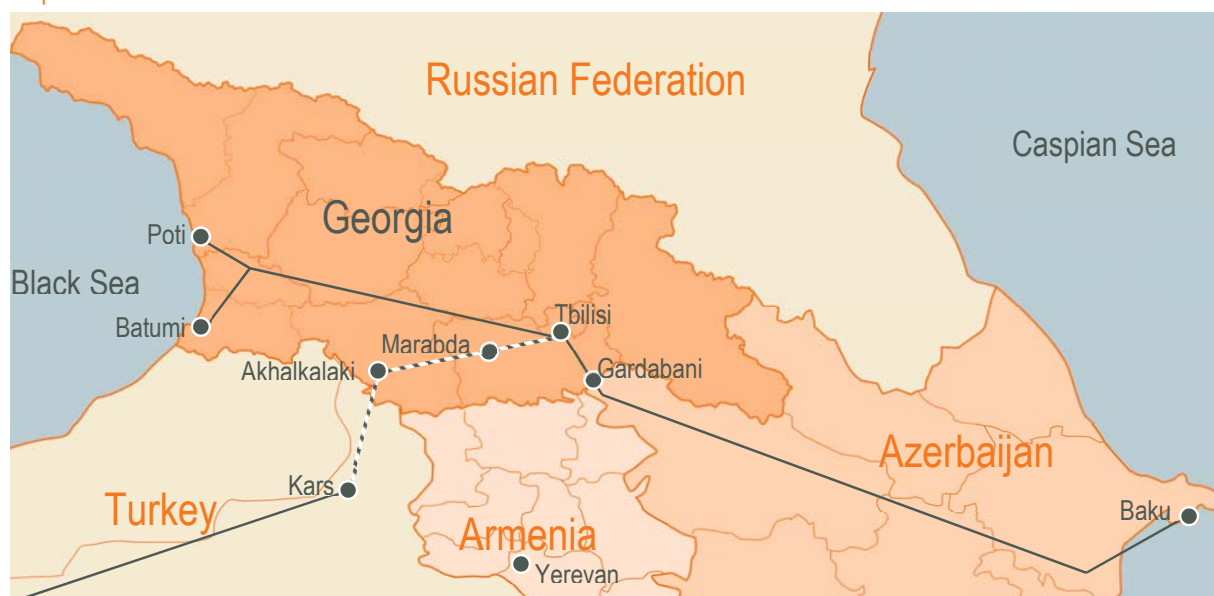 Russian Federation
Caspian Sea
Georgia
Poti
Black Sea
Batumi
Tbilisi
Marabda
Akhalkalaki
Gardabani
Azerbaijan
Kars
Turkey
Baku
Armenia
Yerevan